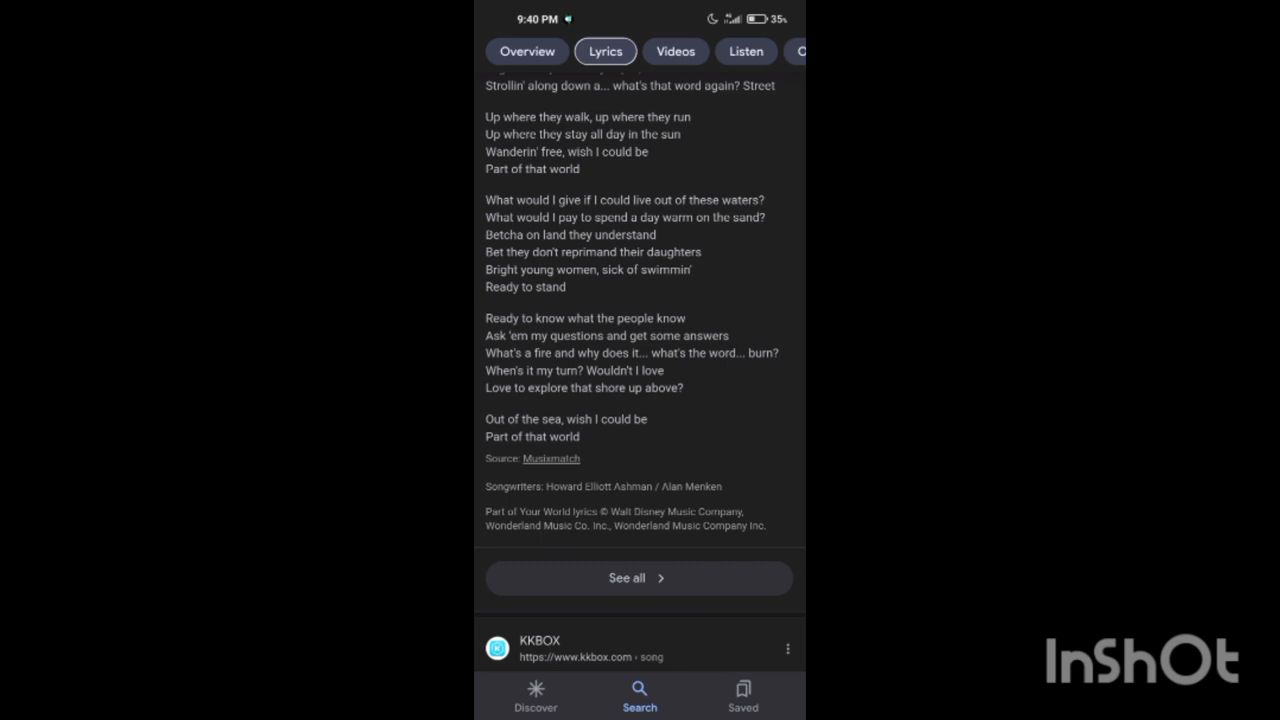 9:40 PM
35%
Overview
Lyrics
Videos
Listen
Strollin' along down a... what's that word again? Street
Up where they walk, up where they run
Up where they stay all day in the sun
Wanderin' free, wish I could be
Part of that world
What would I give if I could live out of these waters?
What would I pay to spend a day warm on the sand?
Betcha on land they understand
Bet they don't reprimand their daughters
Bright young women, sick of swimmin'
Ready to stand
Ready to know what the people know
Ask 'em my questions and get some answers
What's a fire and why does it... what's the word... burn?
When's it my turn? Wouldn't I love
Love to explore that shore up above?
Out of the sea, wish I could be
Part of that world
Source: Musixmatch
Songwriters: Howard Elliott Ashman / Alan Menken
Part of Your World lyrics © Walt Disney Music Company,
Wonderland Music Co. Inc., Wonderland Music Company Inc.
See all
KKBOX
https://www.kkbox.com › song
Discover
Search
Saved
InShOt